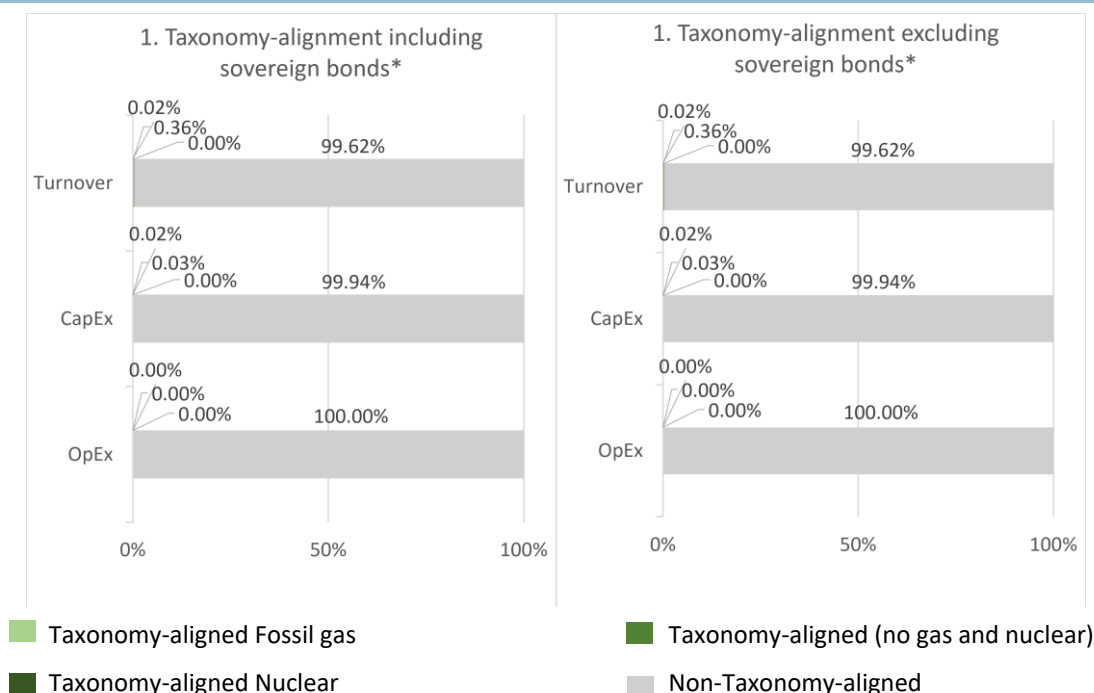 1. Taxonomy-alignment including
sovereign bonds*
0.02%
0.36%
0.00%
99.62%
Turnover
0.02%
0.03%
0.00%
99.94%
CapEx
0.00%
0.00%
0.00%
100.00%
OpEx
0%
50%
100%
1. Taxonomy-alignment excluding
sovereign bonds*
0.02%
0.36%
0.00%
99.62%
Turnover
0.02%
0.03%
0.00%
99.94%
CapEx
0.00%
0.00%
0.00%
100.00%
OpEx
0%
50%
100%
Taxonomy-aligned Fossil gas
Taxonomy-aligned (no gas and nuclear)
Taxonomy-aligned Nuclear
Non-Taxonomy-aligned